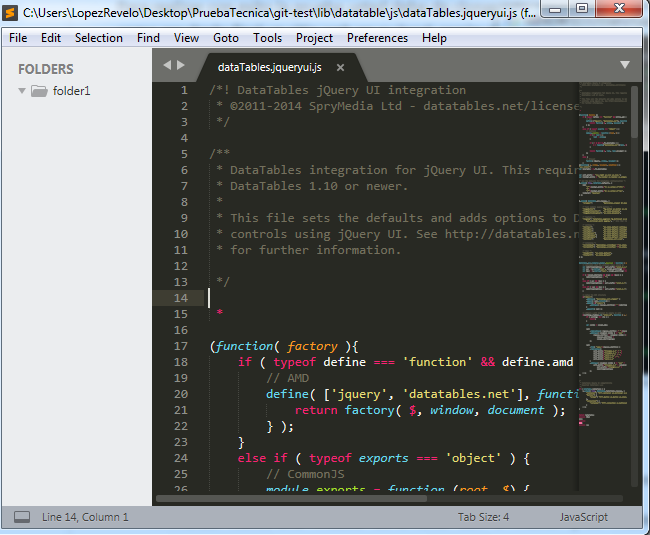 C:\Users\LopezRevelo\Desktop\PruebaTecnica\git-test\lib\datatable\js\dataTables.jqueryui.js (f...
File Edit Selection Find View Goto Tools Project Preferences Help
FOLDERS
folder1
dataTables.jqueryui.js
1 /*! DataTables jQuery UI integration
2 * ©2011-2014 SpryMedia Ltd - datatables.net/license
3 */
4
5 /**
6 * DataTables integration for jQuery UI. This requi
7 * DataTables 1.10 or newer.
8 *
9 * This file sets the defaults and adds options to D
10 * controls using jQuery UI. See http://datatables.n
11 * for further information.
12
13 */
14
15 *
16
17 (function( factory ){
18 if ( typeof define === 'function' && define.amd
19 // AMD
20 define( ['jquery', 'datatables.net'], functi
21 return factory( $, window, document );
22 } );
23 }
24 else if ( typeof exports === 'object' ) {
25 // CommonJS
26 module.exports = function (root, $) {
Line 14, Column 1
Tab Size: 4
JavaScript